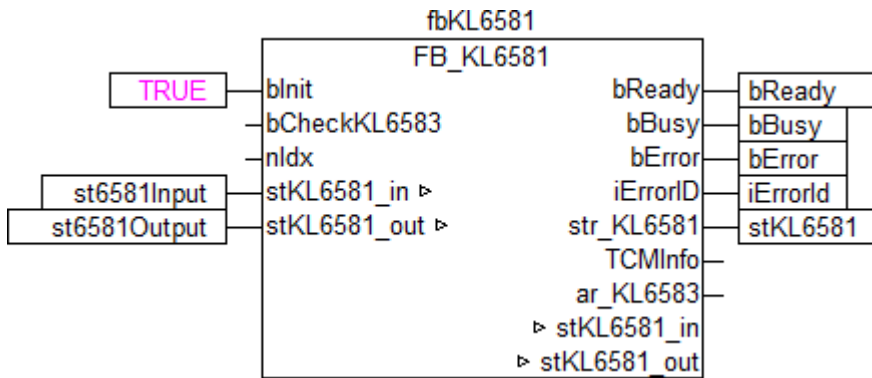 fbKL6581
FB_KL6581
TRUE bInit bReady bReady
bCheckKL6583 bBusy bBusy
nIdx bError bError
st6581Input stKL6581_in iErrorID iErrorId
st6581Output stKL6581_out str_KL6581 stKL6581
TCMInfo
ar_KL6583
stKL6581_in
stKL6581_out